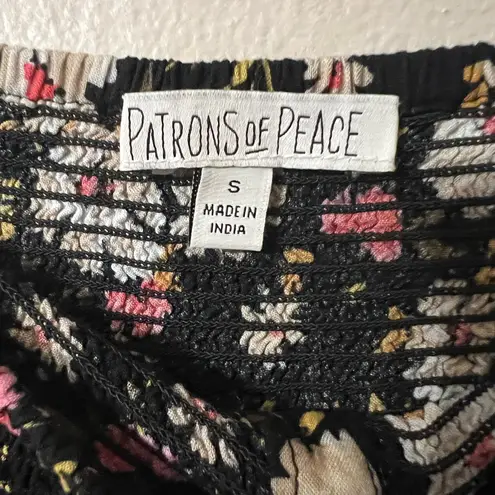 PATRONS OF PEACE
S
MADE IN
INDIA